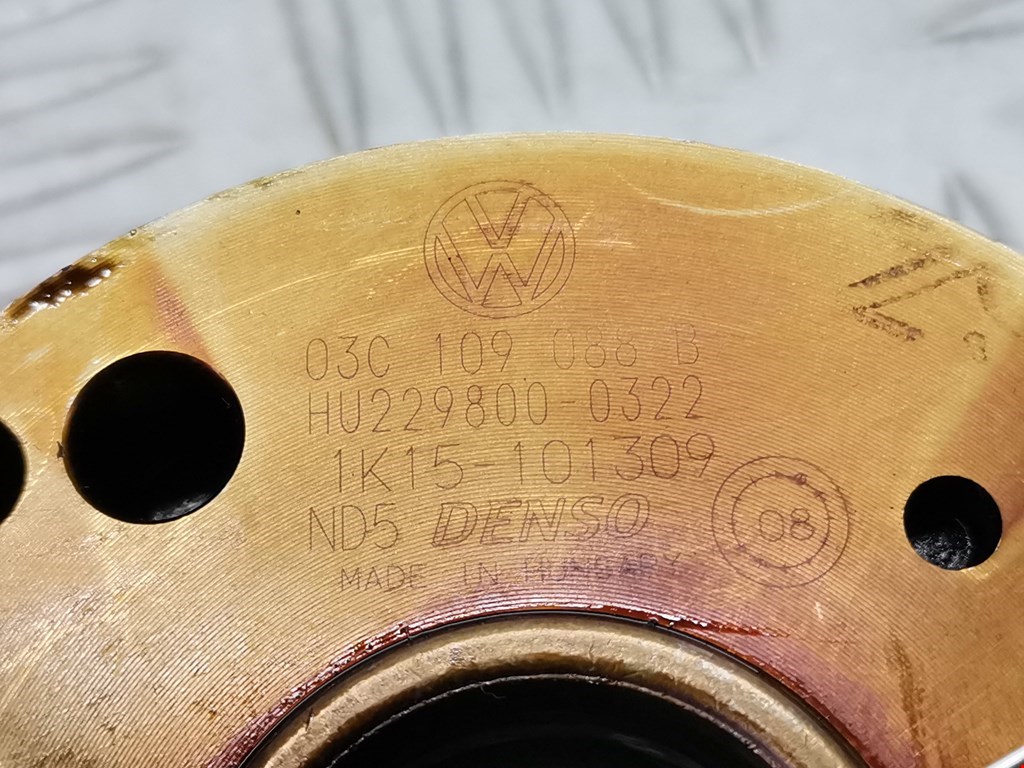 03C 109 088 B
HU229800-0322
1K15-101309
ND5 DENSO
08
MADE IN HUNGARY